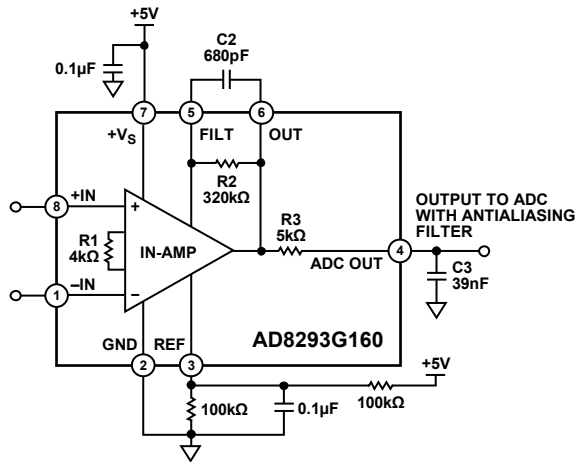 +5V
C2
680pF
0.1µF
7
5
6
+VS
FILT
OUT
R2
320kΩ
8
+IN
+
R1
4kΩ
IN-AMP
R3
5kΩ
OUTPUT TO ADC
WITH ANTIALIASING
FILTER
4
ADC OUT
C3
39nF
1
–IN
–
GND
REF
AD8293G160
2
3
+5V
100kΩ
0.1µF
100kΩ